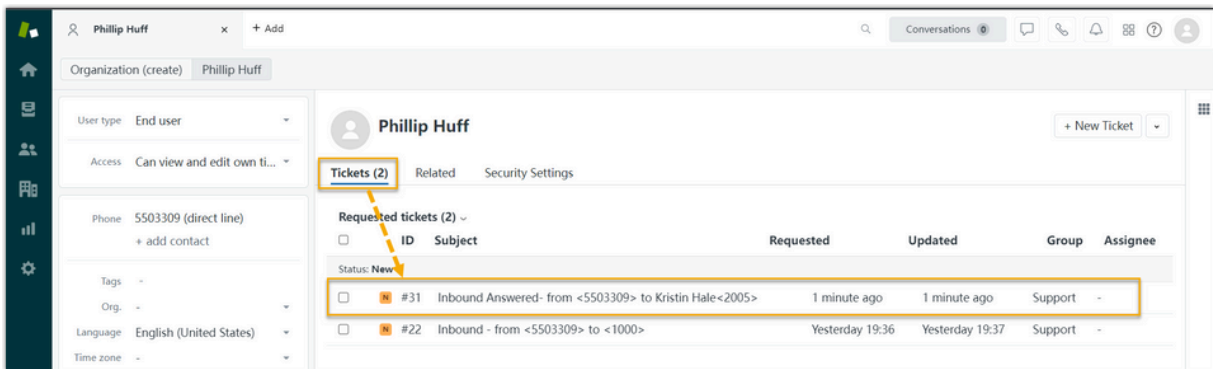 Phillip Huff x + Add
Conversations 0
Organization (create) Phillip Huff
User type End user
Access Can view and edit own ti...
Phone 5503309 (direct line)
+ add contact
Tags -
Org. -
Language English (United States)
Time zone -
Phillip Huff
+ New Ticket
Tickets (2) Related Security Settings
Requested tickets (2)
ID Subject Requested Updated Group Assignee
Status: New
N #31 Inbound Answered- from <5503309> to Kristin Hale<2005> 1 minute ago 1 minute ago Support -
N #22 Inbound - from <5503309> to <1000> Yesterday 19:36 Yesterday 19:37 Support -